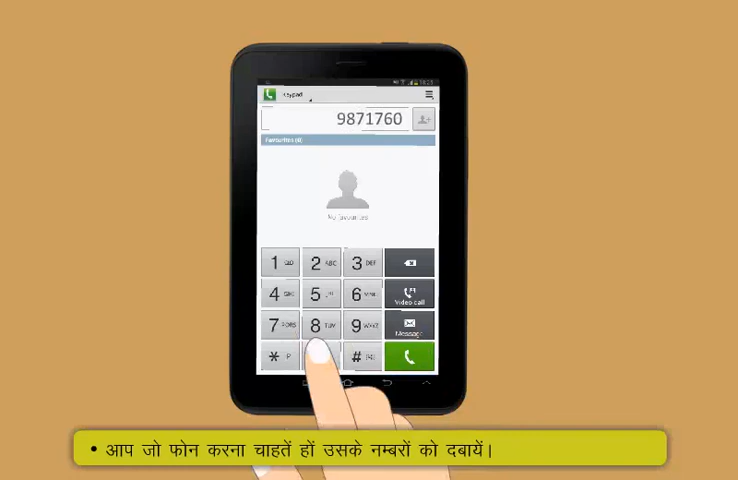 Keypad
9871760
Favourites (0)
No favourites
1
2 ABC
3 DEF
4 GHI
5
6 MNO
Video call
7 PQRS
8 TUV
9 WXYZ
Message
* P
#
• आप जो फोन करना चाहतें हों उसके नम्बरों को दबायें।